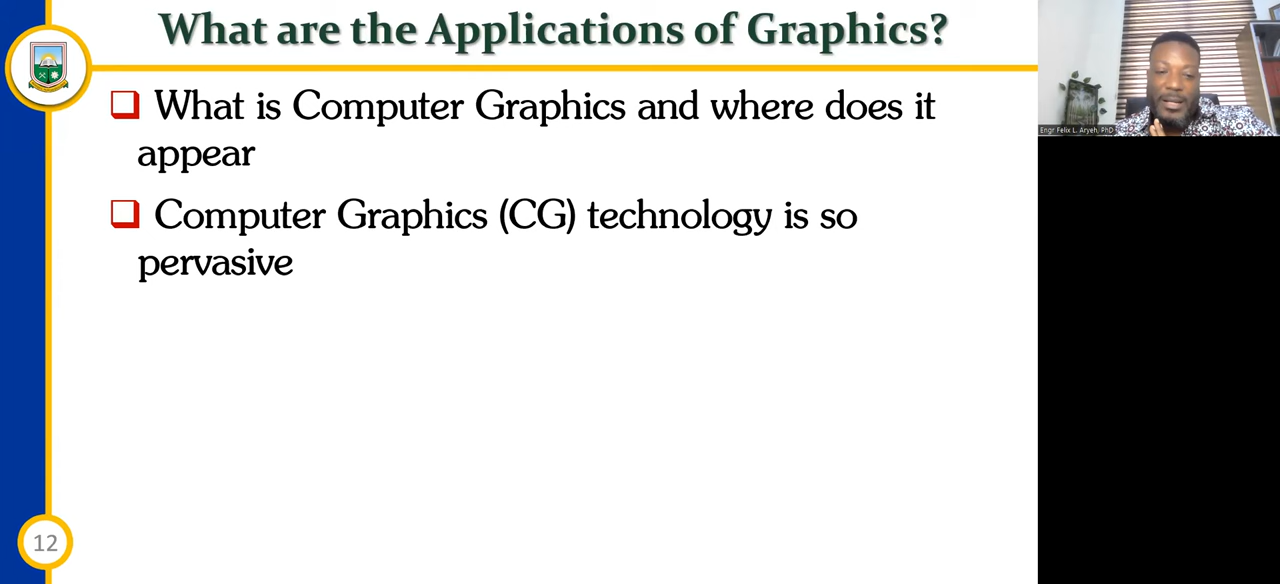 What are the Applications of Graphics?
What is Computer Graphics and where does it
appear
Computer Graphics (CG) technology is so
pervasive
12
Engr Felix L. Aryeh, PhD